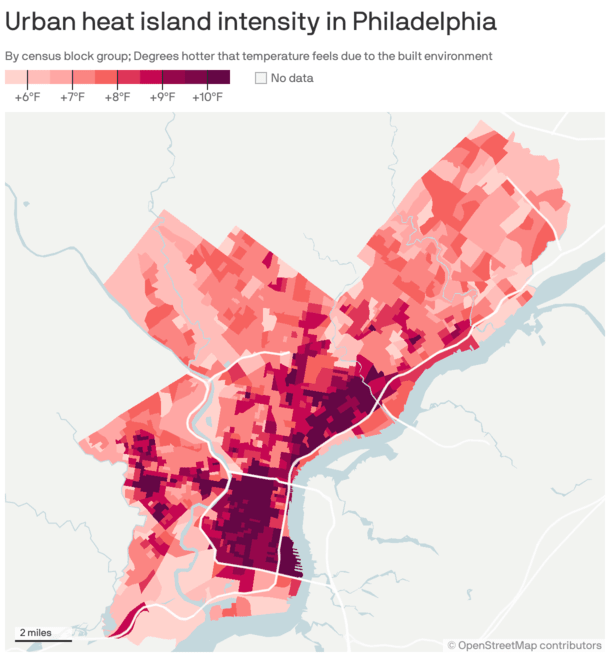 Urban heat island intensity in Philadelphia
By census block group; Degrees hotter that temperature feels due to the built environment
+6°F +7°F +8°F +9°F +10°F No data
2 miles
© OpenStreetMap contributors